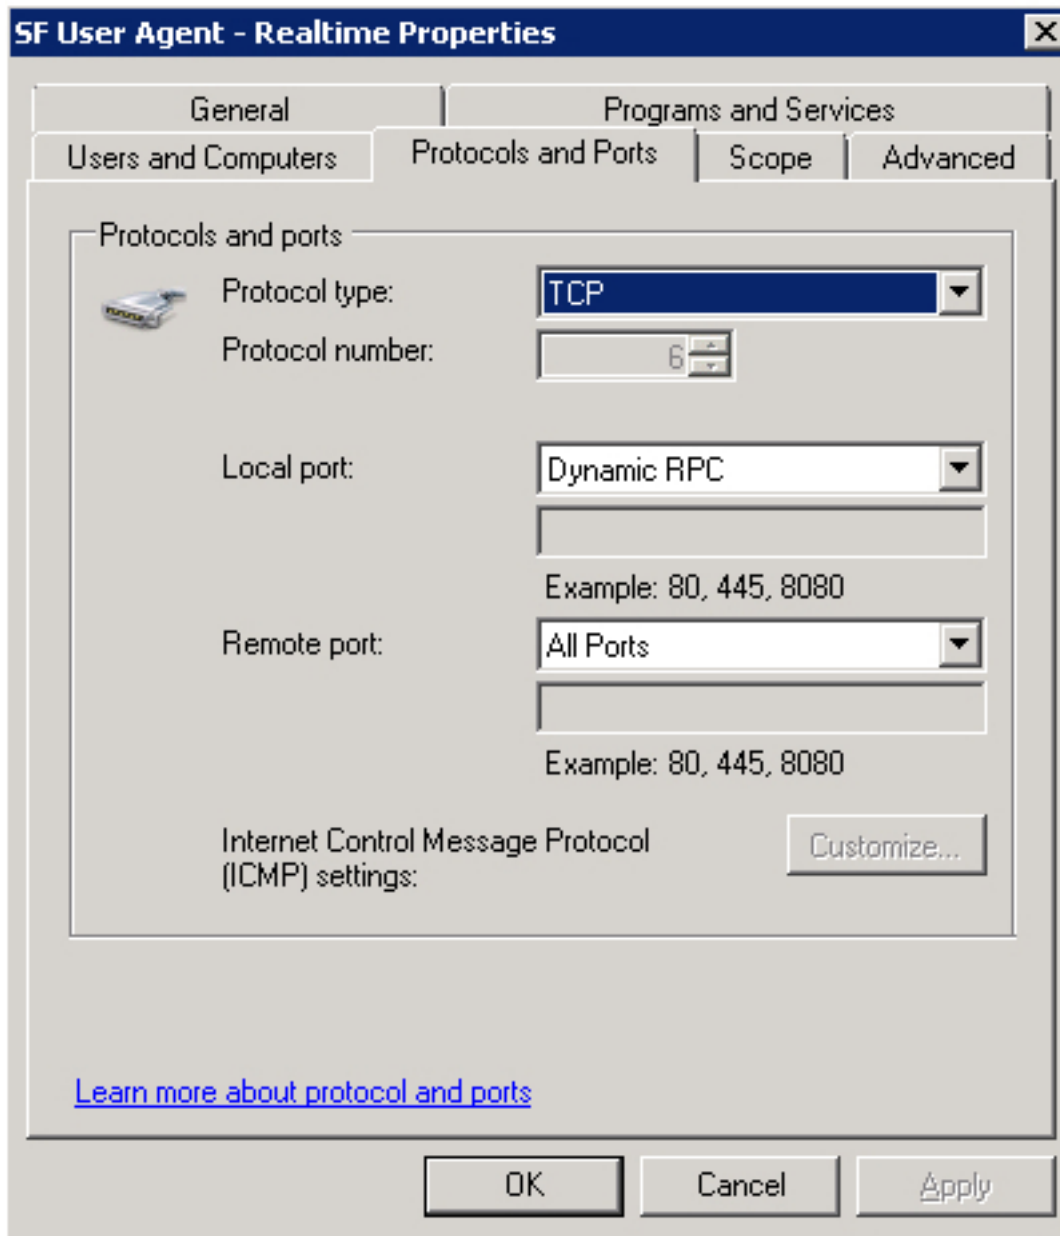 SF User Agent - Realtime Properties
General
Programs and Services
Users and Computers
Protocols and Ports
Scope
Advanced
Protocols and ports
Protocol type:
TCP
Protocol number:
6
Local port:
Dynamic RPC
Example: 80, 445, 8080
Remote port:
All Ports
Example: 80, 445, 8080
Internet Control Message Protocol
(ICMP) settings:
Customize...
Learn more about protocol and ports
OK
Cancel
Apply